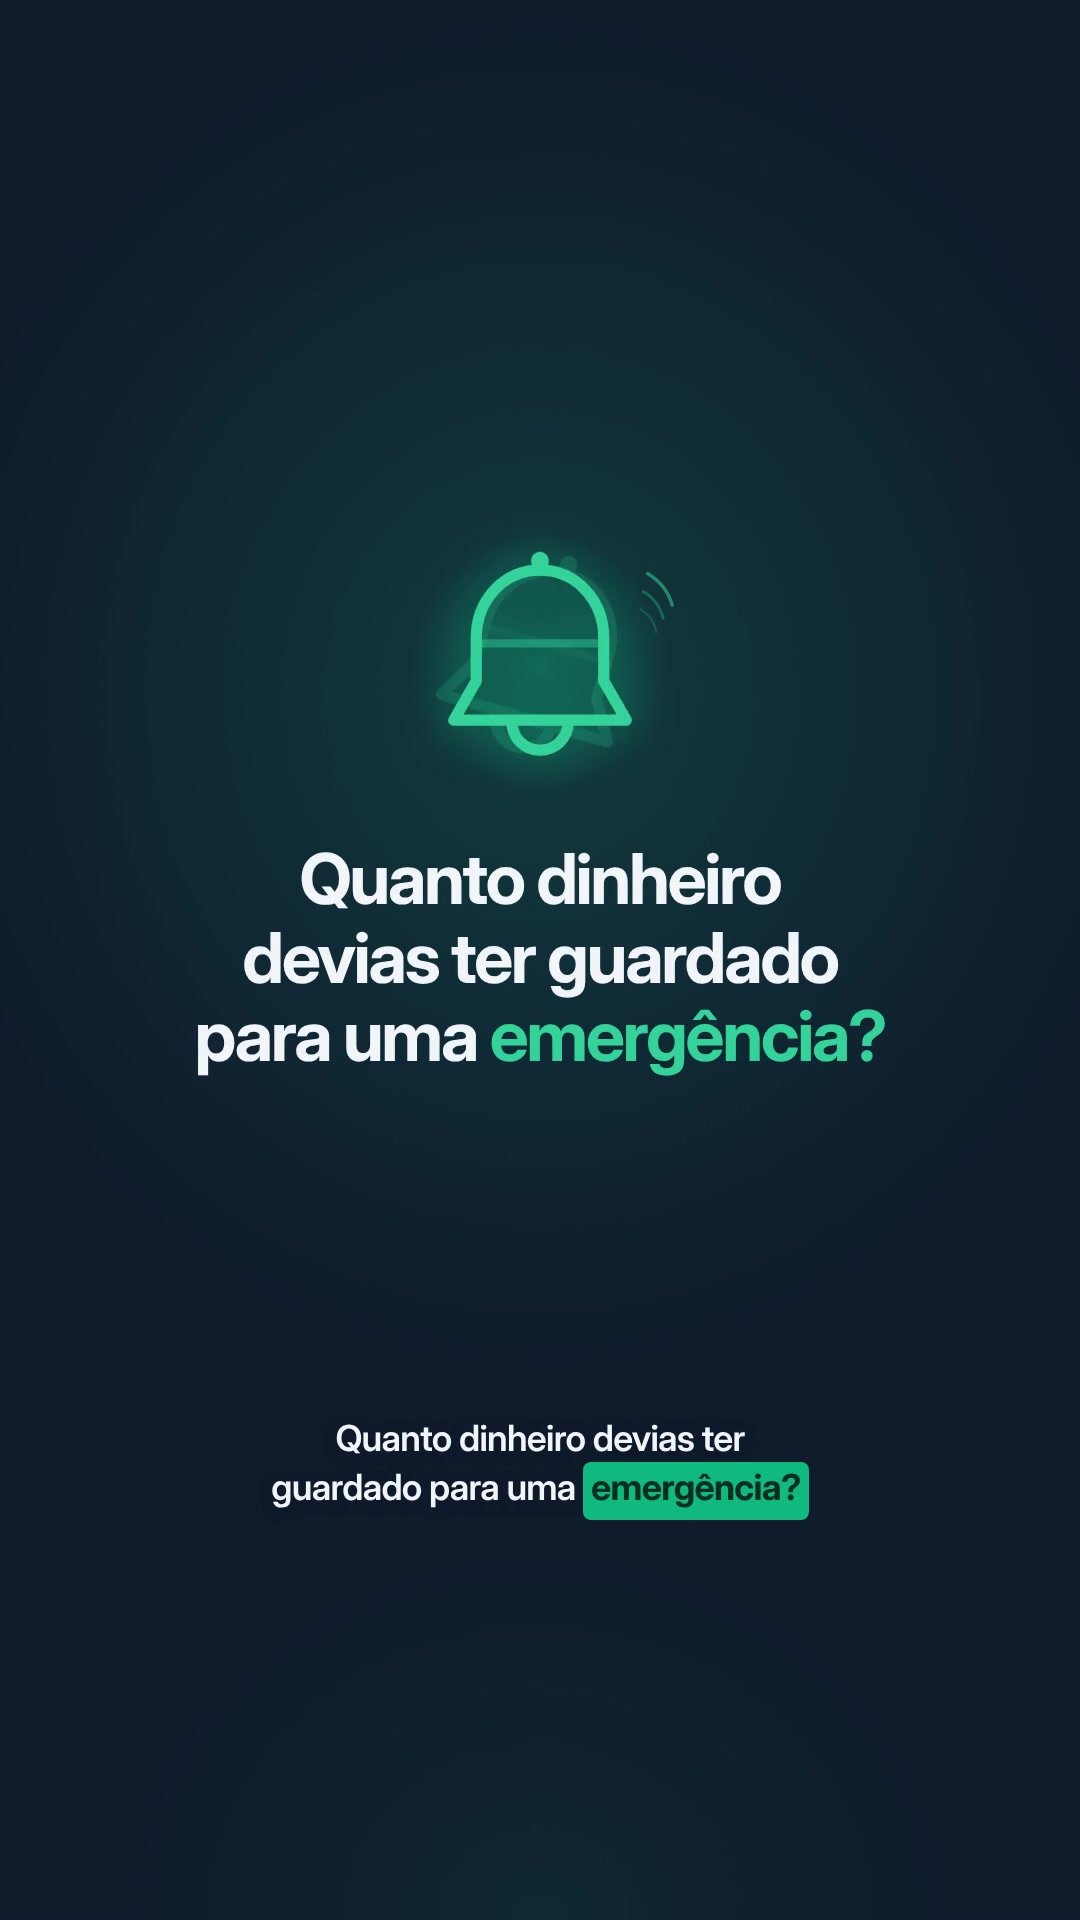 Quanto dinheiro
devias ter guardado
para uma emergência?
Quanto dinheiro devias ter
guardado para uma emergência?